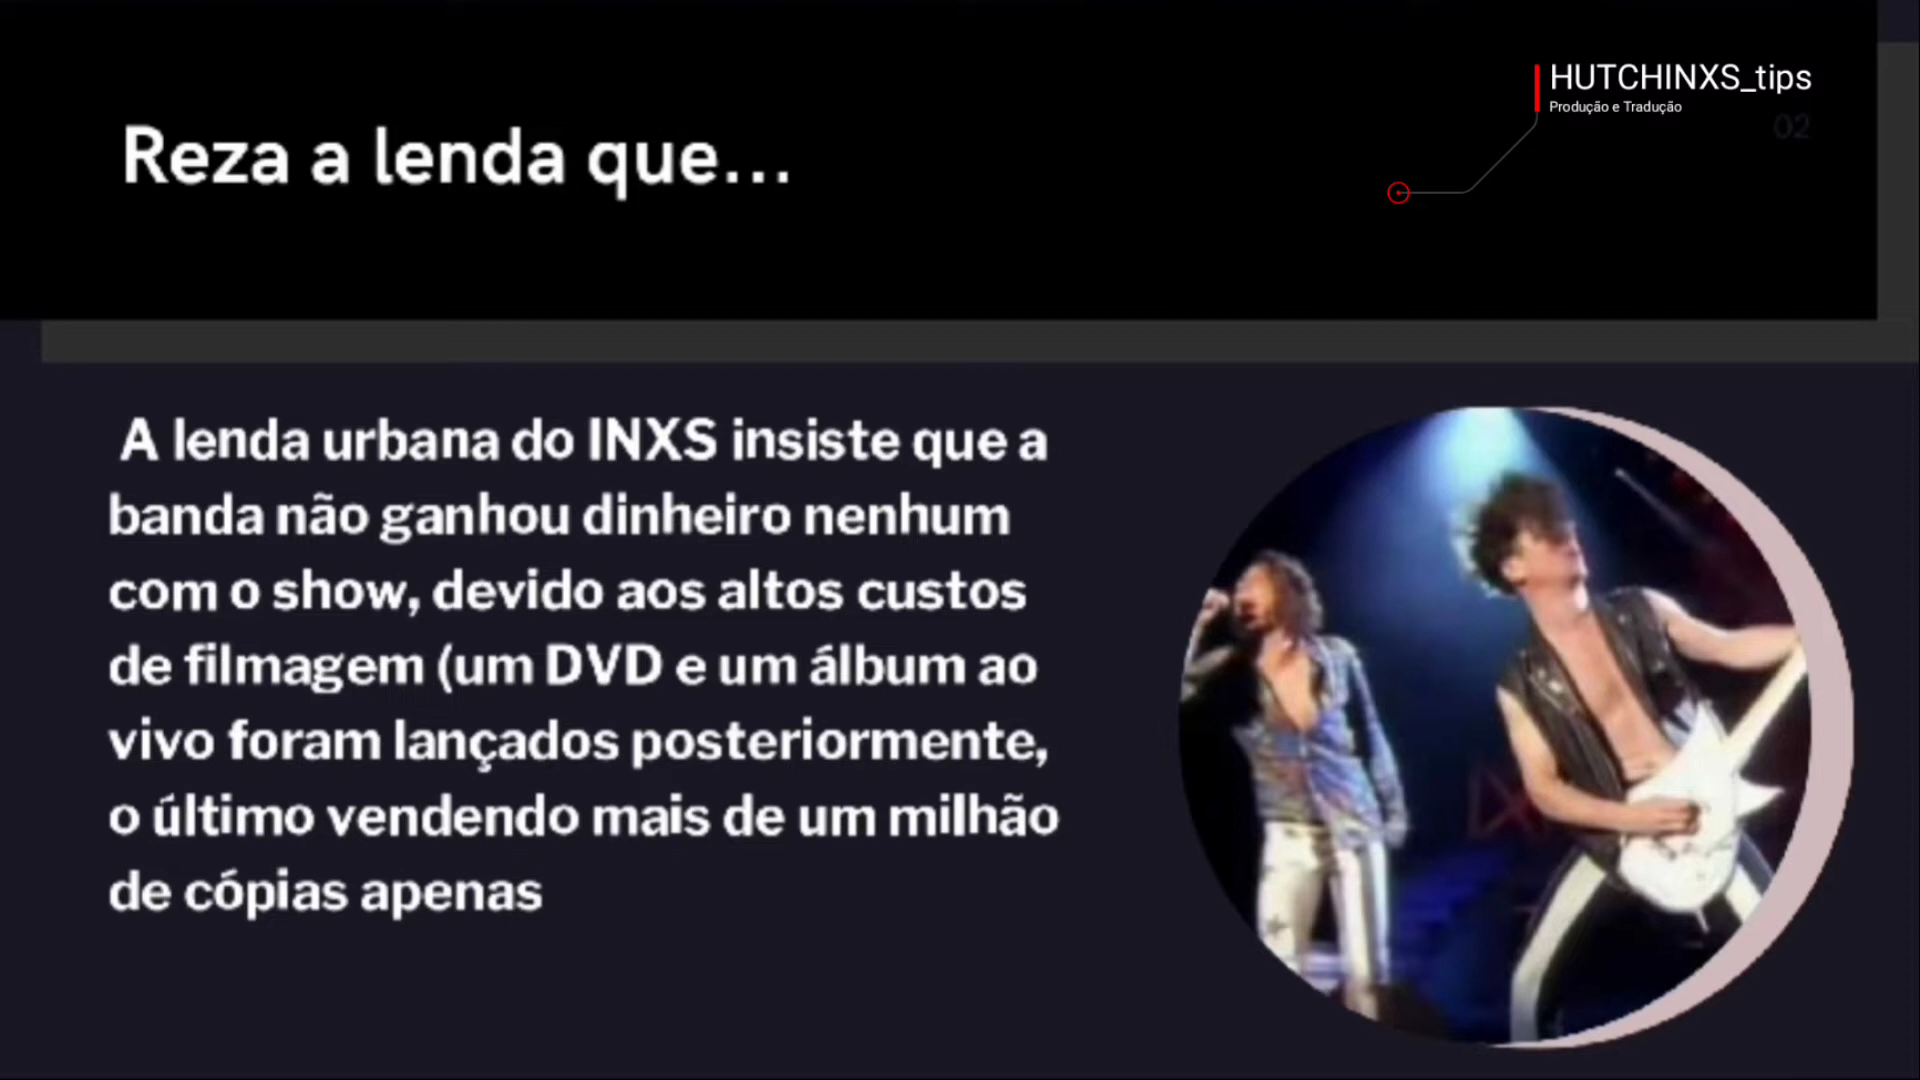 HUTCHINXS_tips
Produção e Tradução
02
Reza a lenda que...
A lenda urbana do INXS insiste que a
banda não ganhou dinheiro nenhum
com o show, devido aos altos custos
de filmagem (um DVD e um álbum ao
vivo foram lançados posteriormente,
o último vendendo mais de um milhão
de cópias apenas